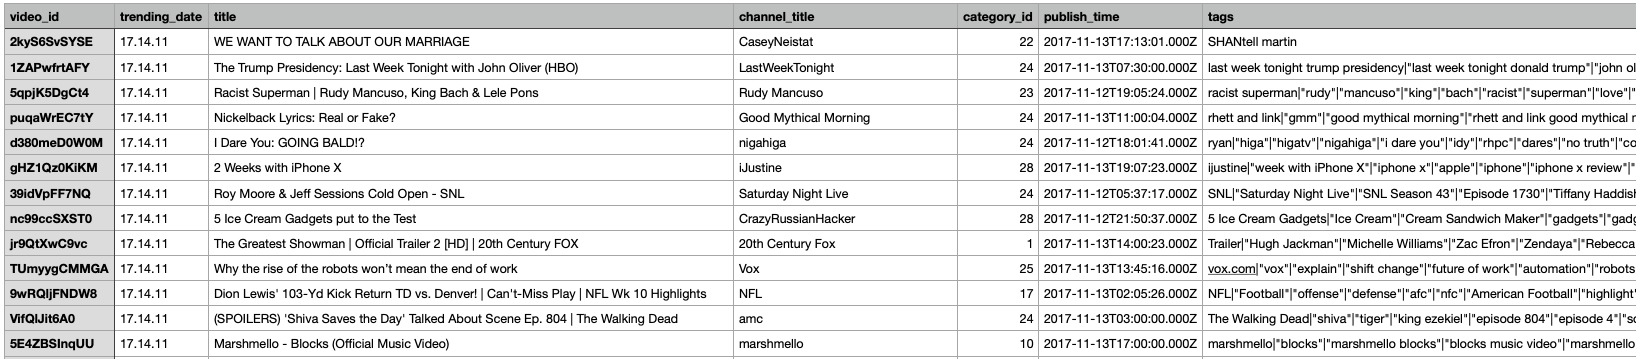 video_id trending_date title channel_title category_id publish_time tags
2kyS6SvSYSE 17.14.11 WE WANT TO TALK ABOUT OUR MARRIAGE CaseyNeistat 22 2017-11-13T17:13:01.000Z SHANtell martin
1ZAPwfrtAFY 17.14.11 The Trump Presidency: Last Week Tonight with John Oliver (HBO) LastWeekTonight 24 2017-11-13T07:30:00.000Z last week tonight trump presidency|"last week tonight donald trump"|"john ol
5qpjK5DgCt4 17.14.11 Racist Superman | Rudy Mancuso, King Bach & Lele Pons Rudy Mancuso 23 2017-11-12T19:05:24.000Z racist superman|"rudy"|"mancuso"|"king"|"bach"|"racist"|"superman"|"love"|"
puqaWrEC7tY 17.14.11 Nickelback Lyrics: Real or Fake? Good Mythical Morning 24 2017-11-13T11:00:04.000Z rhett and link|"gmm"|"good mythical morning"|"rhett and link good mythical r
d380meD0W0M 17.14.11 I Dare You: GOING BALD!? nigahiga 24 2017-11-12T18:01:41.000Z ryan|"higa"|"higatv"|"nigahiga"|"i dare you"|"idy"|"rhpc"|"dares"|"no truth"|"co
gHZ1Qz0KiKM 17.14.11 2 Weeks with iPhone X iJustine 28 2017-11-13T19:07:23.000Z ijustine|"week with iPhone X"|"iphone x"|"apple"|"iphone"|"iphone x review"|"
39idVpFF7NQ 17.14.11 Roy Moore & Jeff Sessions Cold Open - SNL Saturday Night Live 24 2017-11-12T05:37:17.000Z SNL|"Saturday Night Live"|"SNL Season 43"|"Episode 1730"|"Tiffany Haddish
nc99ccSXST0 17.14.11 5 Ice Cream Gadgets put to the Test CrazyRussianHacker 28 2017-11-12T21:50:37.000Z 5 Ice Cream Gadgets|"Ice Cream"|"Cream Sandwich Maker"|"gadgets"|"gadg
jr9QtXwC9vc 17.14.11 The Greatest Showman | Official Trailer 2 [HD] | 20th Century FOX 20th Century Fox 1 2017-11-13T14:00:23.000Z Trailer|"Hugh Jackman"|"Michelle Williams"|"Zac Efron"|"Zendaya"|"Rebecca
TUmyygCMMGA 17.14.11 Why the rise of the robots won’t mean the end of work Vox 25 2017-11-13T13:45:16.000Z vox.com|"vox"|"explain"|"shift change"|"future of work"|"automation"|"robots
9wRQljFNDW8 17.14.11 Dion Lewis' 103-Yd Kick Return TD vs. Denver! | Can't-Miss Play | NFL Wk 10 Highlights NFL 17 2017-11-13T02:05:26.000Z NFL|"Football"|"offense"|"defense"|"afc"|"nfc"|"American Football"|"highlight"
VifQlJit6A0 17.14.11 (SPOILERS) 'Shiva Saves the Day' Talked About Scene Ep. 804 | The Walking Dead amc 24 2017-11-13T03:00:00.000Z The Walking Dead|"shiva"|"tiger"|"king ezekiel"|"episode 804"|"episode 4"|"so
5E4ZBSInqUU 17.14.11 Marshmello - Blocks (Official Music Video) marshmello 10 2017-11-13T17:00:00.000Z marshmello|"blocks"|"marshmello blocks"|"blocks music video"|"marshmello